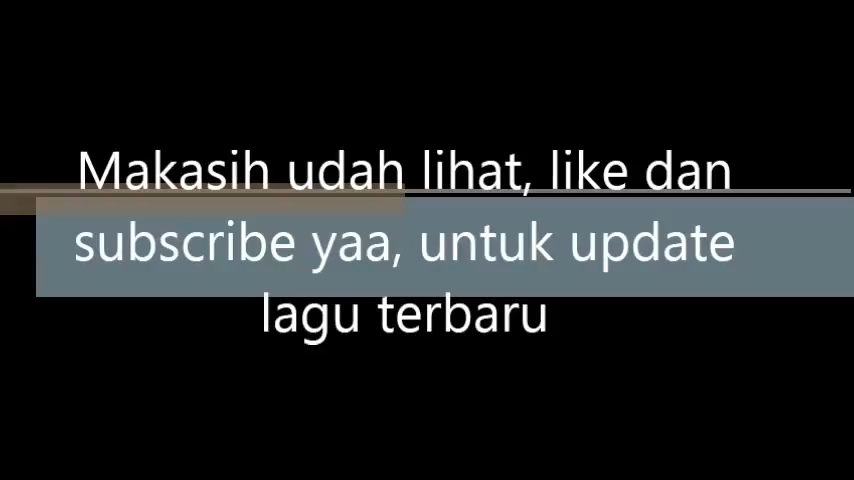 Makasih udah lihat, like dan
subscribe yaa, untuk update
lagu terbaru